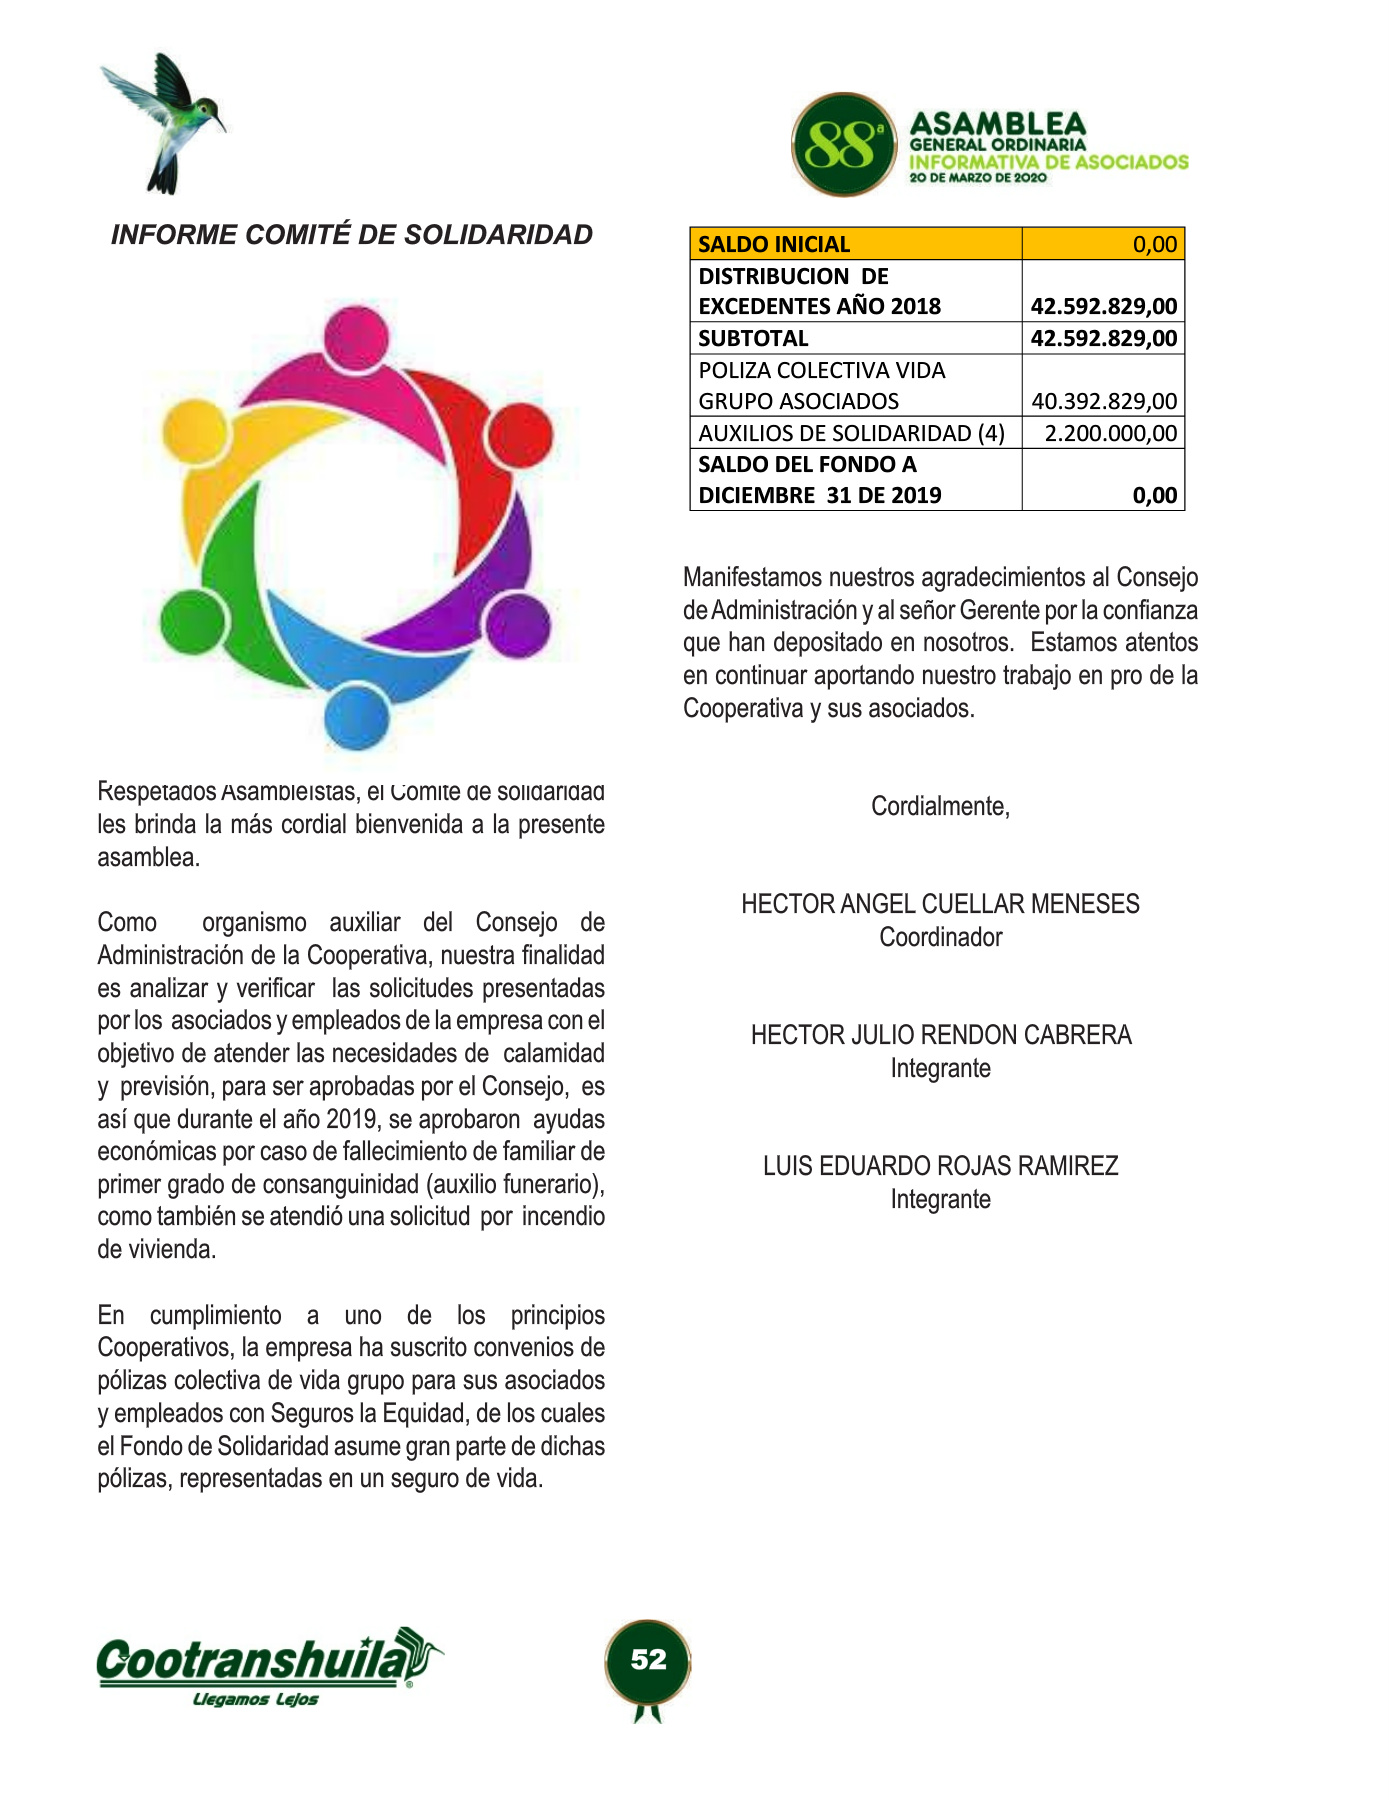 88ª
ASAMBLEA
GENERAL ORDINARIA
INFORMATIVA DE ASOCIADOS
20 DE MARZO DE 2020
INFORME COMITÉ DE SOLIDARIDAD
Respetados Asambleístas, el Comité de solidaridad
les brinda la más cordial bienvenida a la presente
asamblea.
Como organismo auxiliar del Consejo de
Administración de la Cooperativa, nuestra finalidad
es analizar y verificar las solicitudes presentadas
por los asociados y empleados de la empresa con el
objetivo de atender las necesidades de calamidad
y previsión, para ser aprobadas por el Consejo, es
así que durante el año 2019, se aprobaron ayudas
económicas por caso de fallecimiento de familiar de
primer grado de consanguinidad (auxilio funerario),
como también se atendió una solicitud por incendio
de vivienda.
En cumplimiento a uno de los principios
Cooperativos, la empresa ha suscrito convenios de
pólizas colectiva de vida grupo para sus asociados
y empleados con Seguros la Equidad, de los cuales
el Fondo de Solidaridad asume gran parte de dichas
pólizas, representadas en un seguro de vida.
SALDO INICIAL 0,00
DISTRIBUCION DE
EXCEDENTES AÑO 2018 42.592.829,00
SUBTOTAL 42.592.829,00
POLIZA COLECTIVA VIDA
GRUPO ASOCIADOS 40.392.829,00
AUXILIOS DE SOLIDARIDAD (4) 2.200.000,00
SALDO DEL FONDO A
DICIEMBRE 31 DE 2019 0,00
Manifestamos nuestros agradecimientos al Consejo
de Administración y al señor Gerente por la confianza
que han depositado en nosotros. Estamos atentos
en continuar aportando nuestro trabajo en pro de la
Cooperativa y sus asociados.
Cordialmente,
HECTOR ANGEL CUELLAR MENESES
Coordinador
HECTOR JULIO RENDON CABRERA
Integrante
LUIS EDUARDO ROJAS RAMIREZ
Integrante
Cootranshuila®
Llegamos Lejos
52